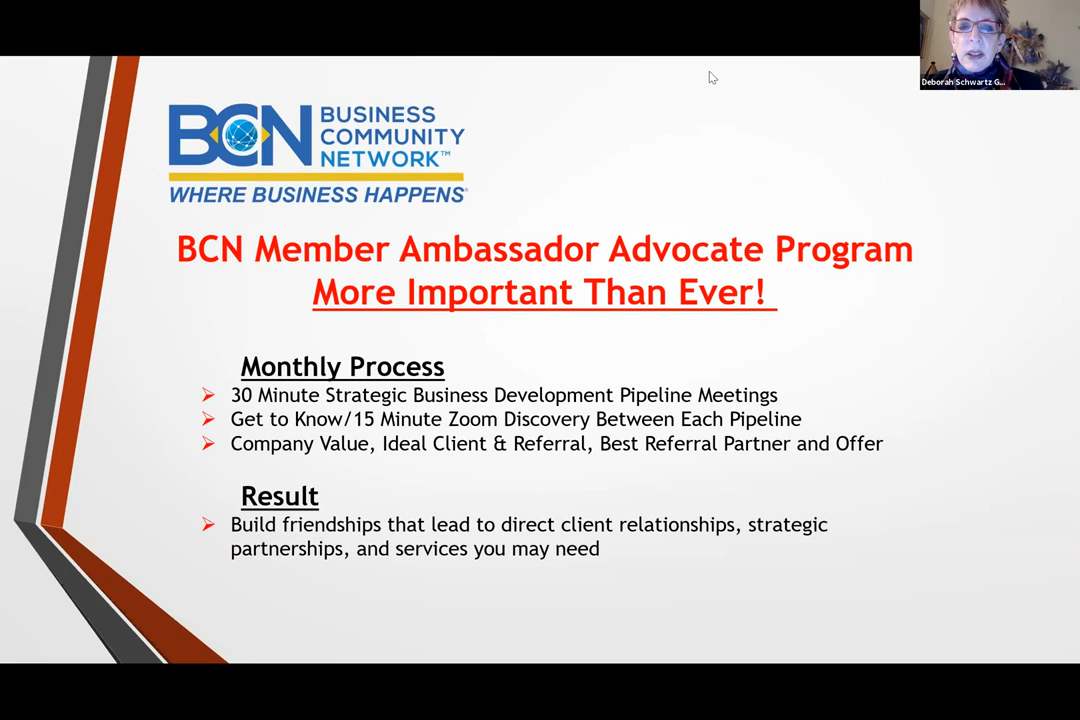 Deborah Schwartz G...
BCN
BUSINESS
COMMUNITY
NETWORK™
WHERE BUSINESS HAPPENS®
BCN Member Ambassador Advocate Program
More Important Than Ever!
Monthly Process
➢ 30 Minute Strategic Business Development Pipeline Meetings
➢ Get to Know/15 Minute Zoom Discovery Between Each Pipeline
➢ Company Value, Ideal Client & Referral, Best Referral Partner and Offer
Result
➢ Build friendships that lead to direct client relationships, strategic
partnerships, and services you may need